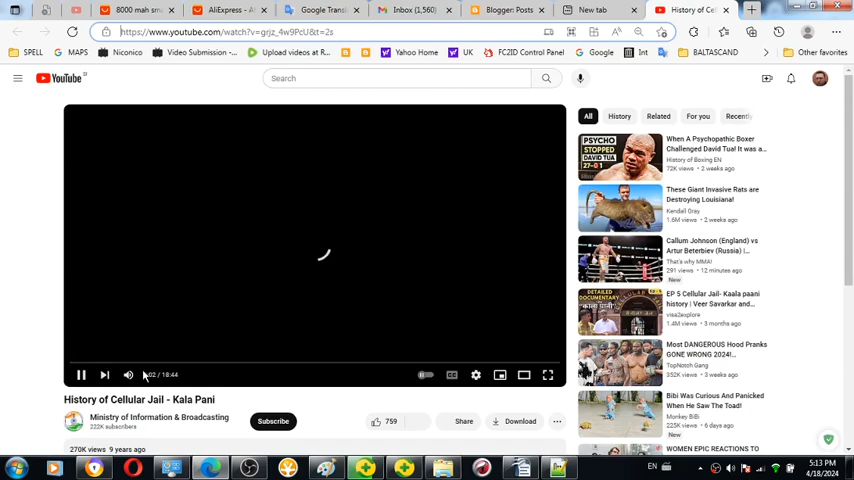 8000 mah sm
AliExpress - A
Google Trans
Inbox (1,560)
Blogger: Posts
New tab
History of Cel
https://www.youtube.com/watch?v=grjz_4w9PcU&t=2s
SPELL
MAPS
Niconico
Video Submission -...
Upload videos at R...
Yahoo Home
UK
FC2ID Control Panel
Google
Int
BALTASCAND
Other favorites
YouTube
Search
All
History
Related
For you
Recently
PSYCHO
STOPPED
DAVID TUA!
27-0 1
When A Psychopathic Boxer
Challenged David Tua! It was a...
History of Boxing EN
72K views • 2 weeks ago
These Giant Invasive Rats are
Destroying Louisiana!
Kendall Gray
1.6M views • 2 weeks ago
Callum Johnson (England) vs
Artur Beterbiev (Russia) |...
That's why MMA!
291 views • 12 minutes ago
New
DETAILED
DOCUMENTARY
EP 5 Cellular Jail- Kaala paani
history | Veer Savarkar and...
visa2explore
1.4M views • 3 months ago
Most DANGEROUS Hood Pranks
GONE WRONG 2024!...
TopNotch Gang
352K views • 3 weeks ago
Bibi Was Curious And Panicked
When He Saw The Toad!
Monkey BiBi
225K views • 6 days ago
New
WOMEN EPIC REACTIONS TO
:02 / 18:44
History of Cellular Jail - Kala Pani
Ministry of Information & Broadcasting
222K subscribers
Subscribe
759
Share
Download
270K views 9 years ago
EN
5:13 PM
4/18/2024